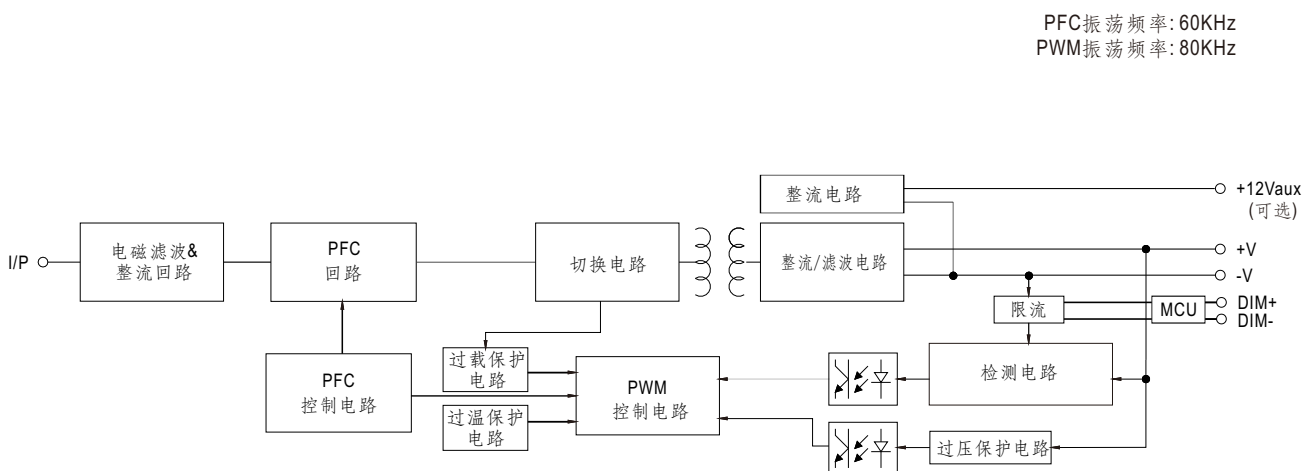 PFC振荡频率: 60KHz
PWM振荡频率: 80KHz
整流电路
+12Vaux
(可选)
I/P
电磁滤波&
整流回路
PFC
回路
切换电路
整流/滤波电路
+V
-V
限流
MCU
DIM+
DIM-
PFC
控制电路
过载保护
电路
过温保护
电路
PWM
控制电路
检测电路
过压保护电路